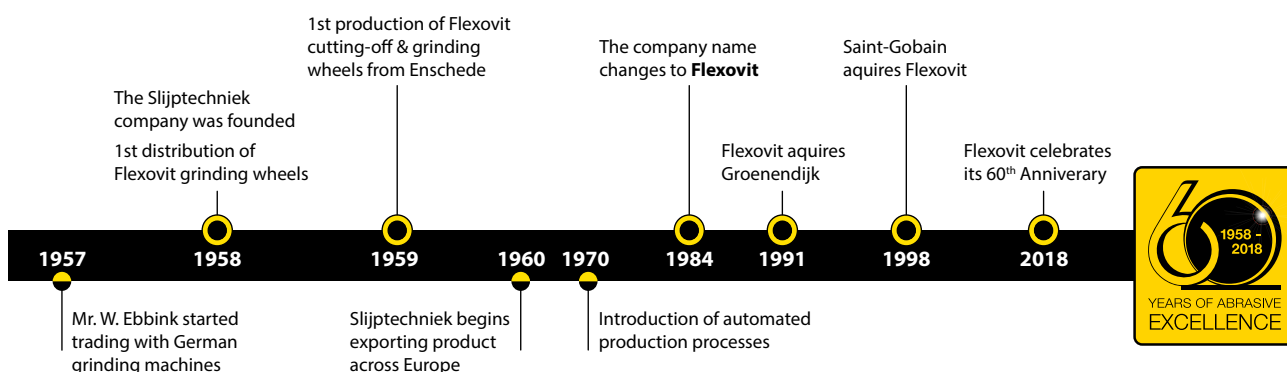 1st production of Flexovit
cutting-off & grinding
wheels from Enschede
The company name
changes to Flexovit
Saint-Gobain
aquires Flexovit
The Slijptechniek
company was founded
1st distribution of
Flexovit grinding wheels
Flexovit aquires
Groenendijk
Flexovit celebrates
its 60th Anniverary
1957
1958
1959
1960
1970
1984
1991
1998
2018
60
1958 -
2018
YEARS OF ABRASIVE
EXCELLENCE
Mr. W. Ebbink started
trading with German
grinding machines
Slijptechniek begins
exporting product
across Europe
Introduction of automated
production processes